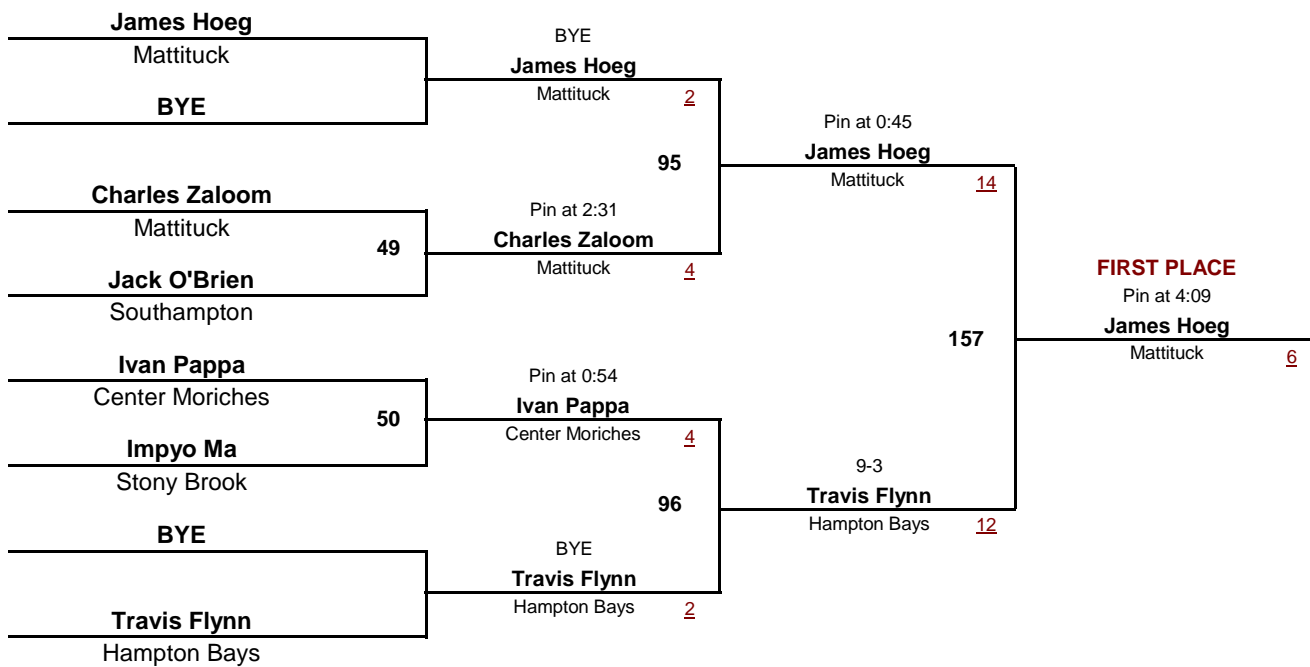 James Hoeg
Mattituck
BYE
Charles Zaloom
Mattituck
49
Jack O'Brien
Southampton
Ivan Pappa
Center Moriches
50
Impyo Ma
Stony Brook
BYE
Travis Flynn
Hampton Bays
BYE
James Hoeg
Mattituck 2
95
Pin at 2:31
Charles Zaloom
Mattituck 4
Pin at 0:54
Ivan Pappa
Center Moriches 4
96
BYE
Travis Flynn
Hampton Bays 2
Pin at 0:45
James Hoeg
Mattituck 14
157
9-3
Travis Flynn
Hampton Bays 12
FIRST PLACE
Pin at 4:09
James Hoeg
Mattituck 6